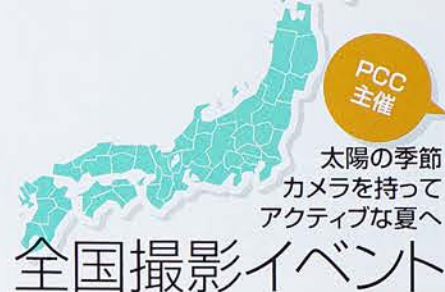 PCC
主催
太陽の季節
カメラを持って
アクティブな夏へ
全国撮影イベント